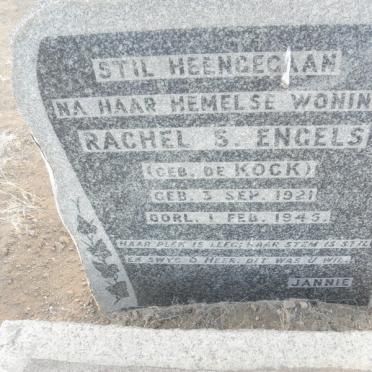 STIL HEENGEGAAN
NA HAAR HEMELSE WONIN
RACHEL S. ENGELS
(GEB. DE KOCK)
GEB. 3 SEP. 1921
OORL. 1 FEB. 1945.
HAAR PLEK IS LEEG, HAAR STEM IS STIL
EK SWYG O HEER, DIT WAS U WIL.
JANNIE